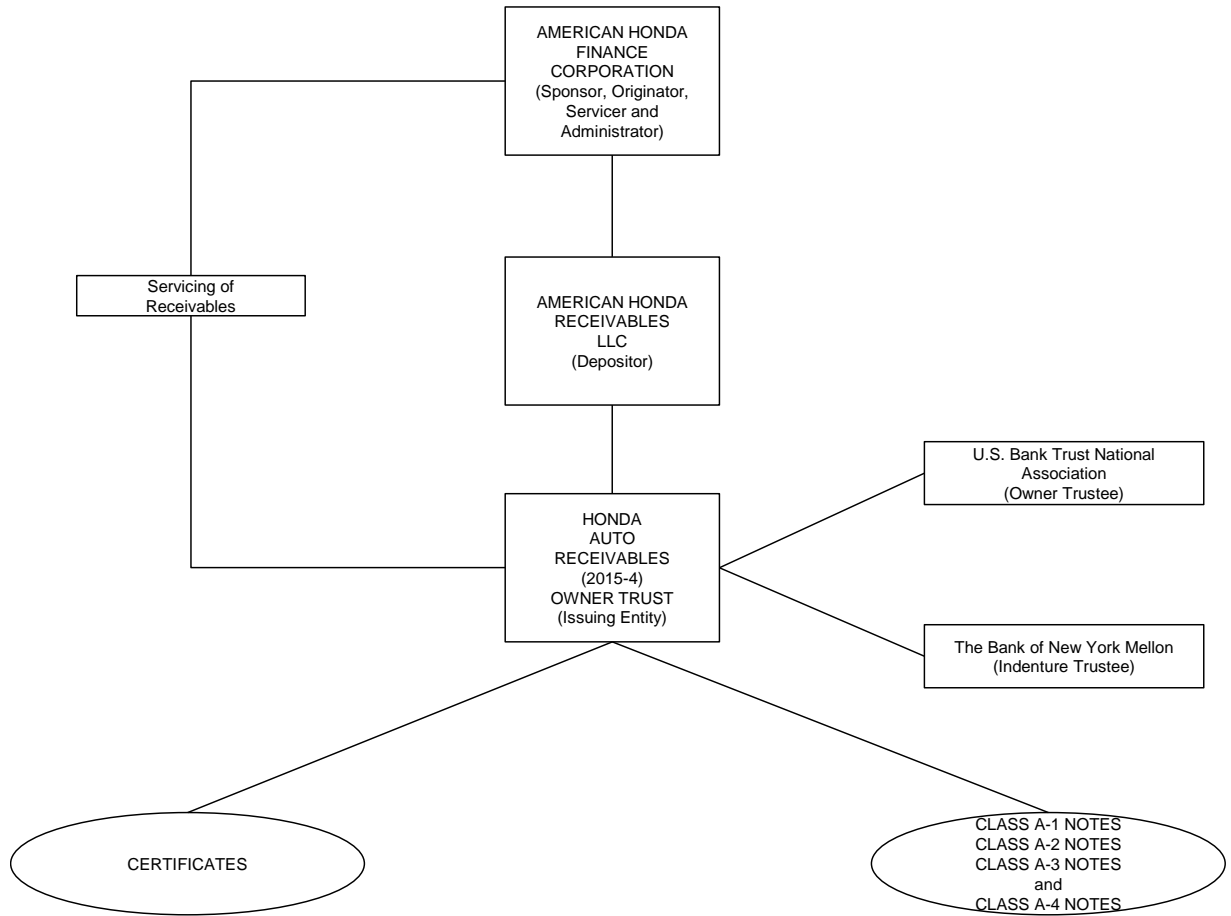 AMERICAN HONDA
FINANCE
CORPORATION
(Sponsor, Originator,
Servicer and
Administrator)
Servicing of
Receivables
AMERICAN HONDA
RECEIVABLES
LLC
(Depositor)
U.S. Bank Trust National
Association
(Owner Trustee)
HONDA
AUTO
RECEIVABLES
(2015-4)
OWNER TRUST
(Issuing Entity)
The Bank of New York Mellon
(Indenture Trustee)
CERTIFICATES
CLASS A-1 NOTES
CLASS A-2 NOTES
CLASS A-3 NOTES
and
CLASS A-4 NOTES